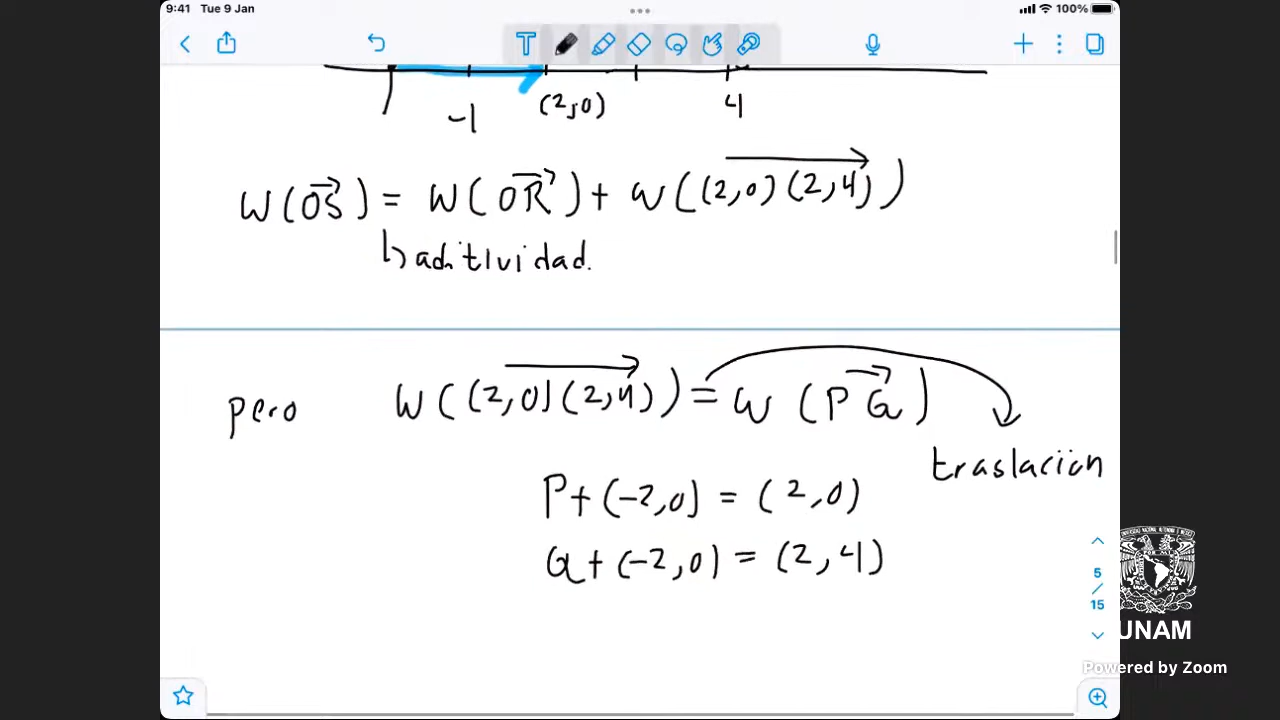 9:41 Tue 9 Jan
100%
-1
(2,0)
4
W(OS) = W(OR) + W((2,0)(2,4))
↳ aditividad.
pero W((2,0)(2,4)) = W(PQ)
traslacion
P+(-2,0) = (2,0)
Q+(-2,0) = (2,4)
5
/
15
UNAM
Powered by Zoom